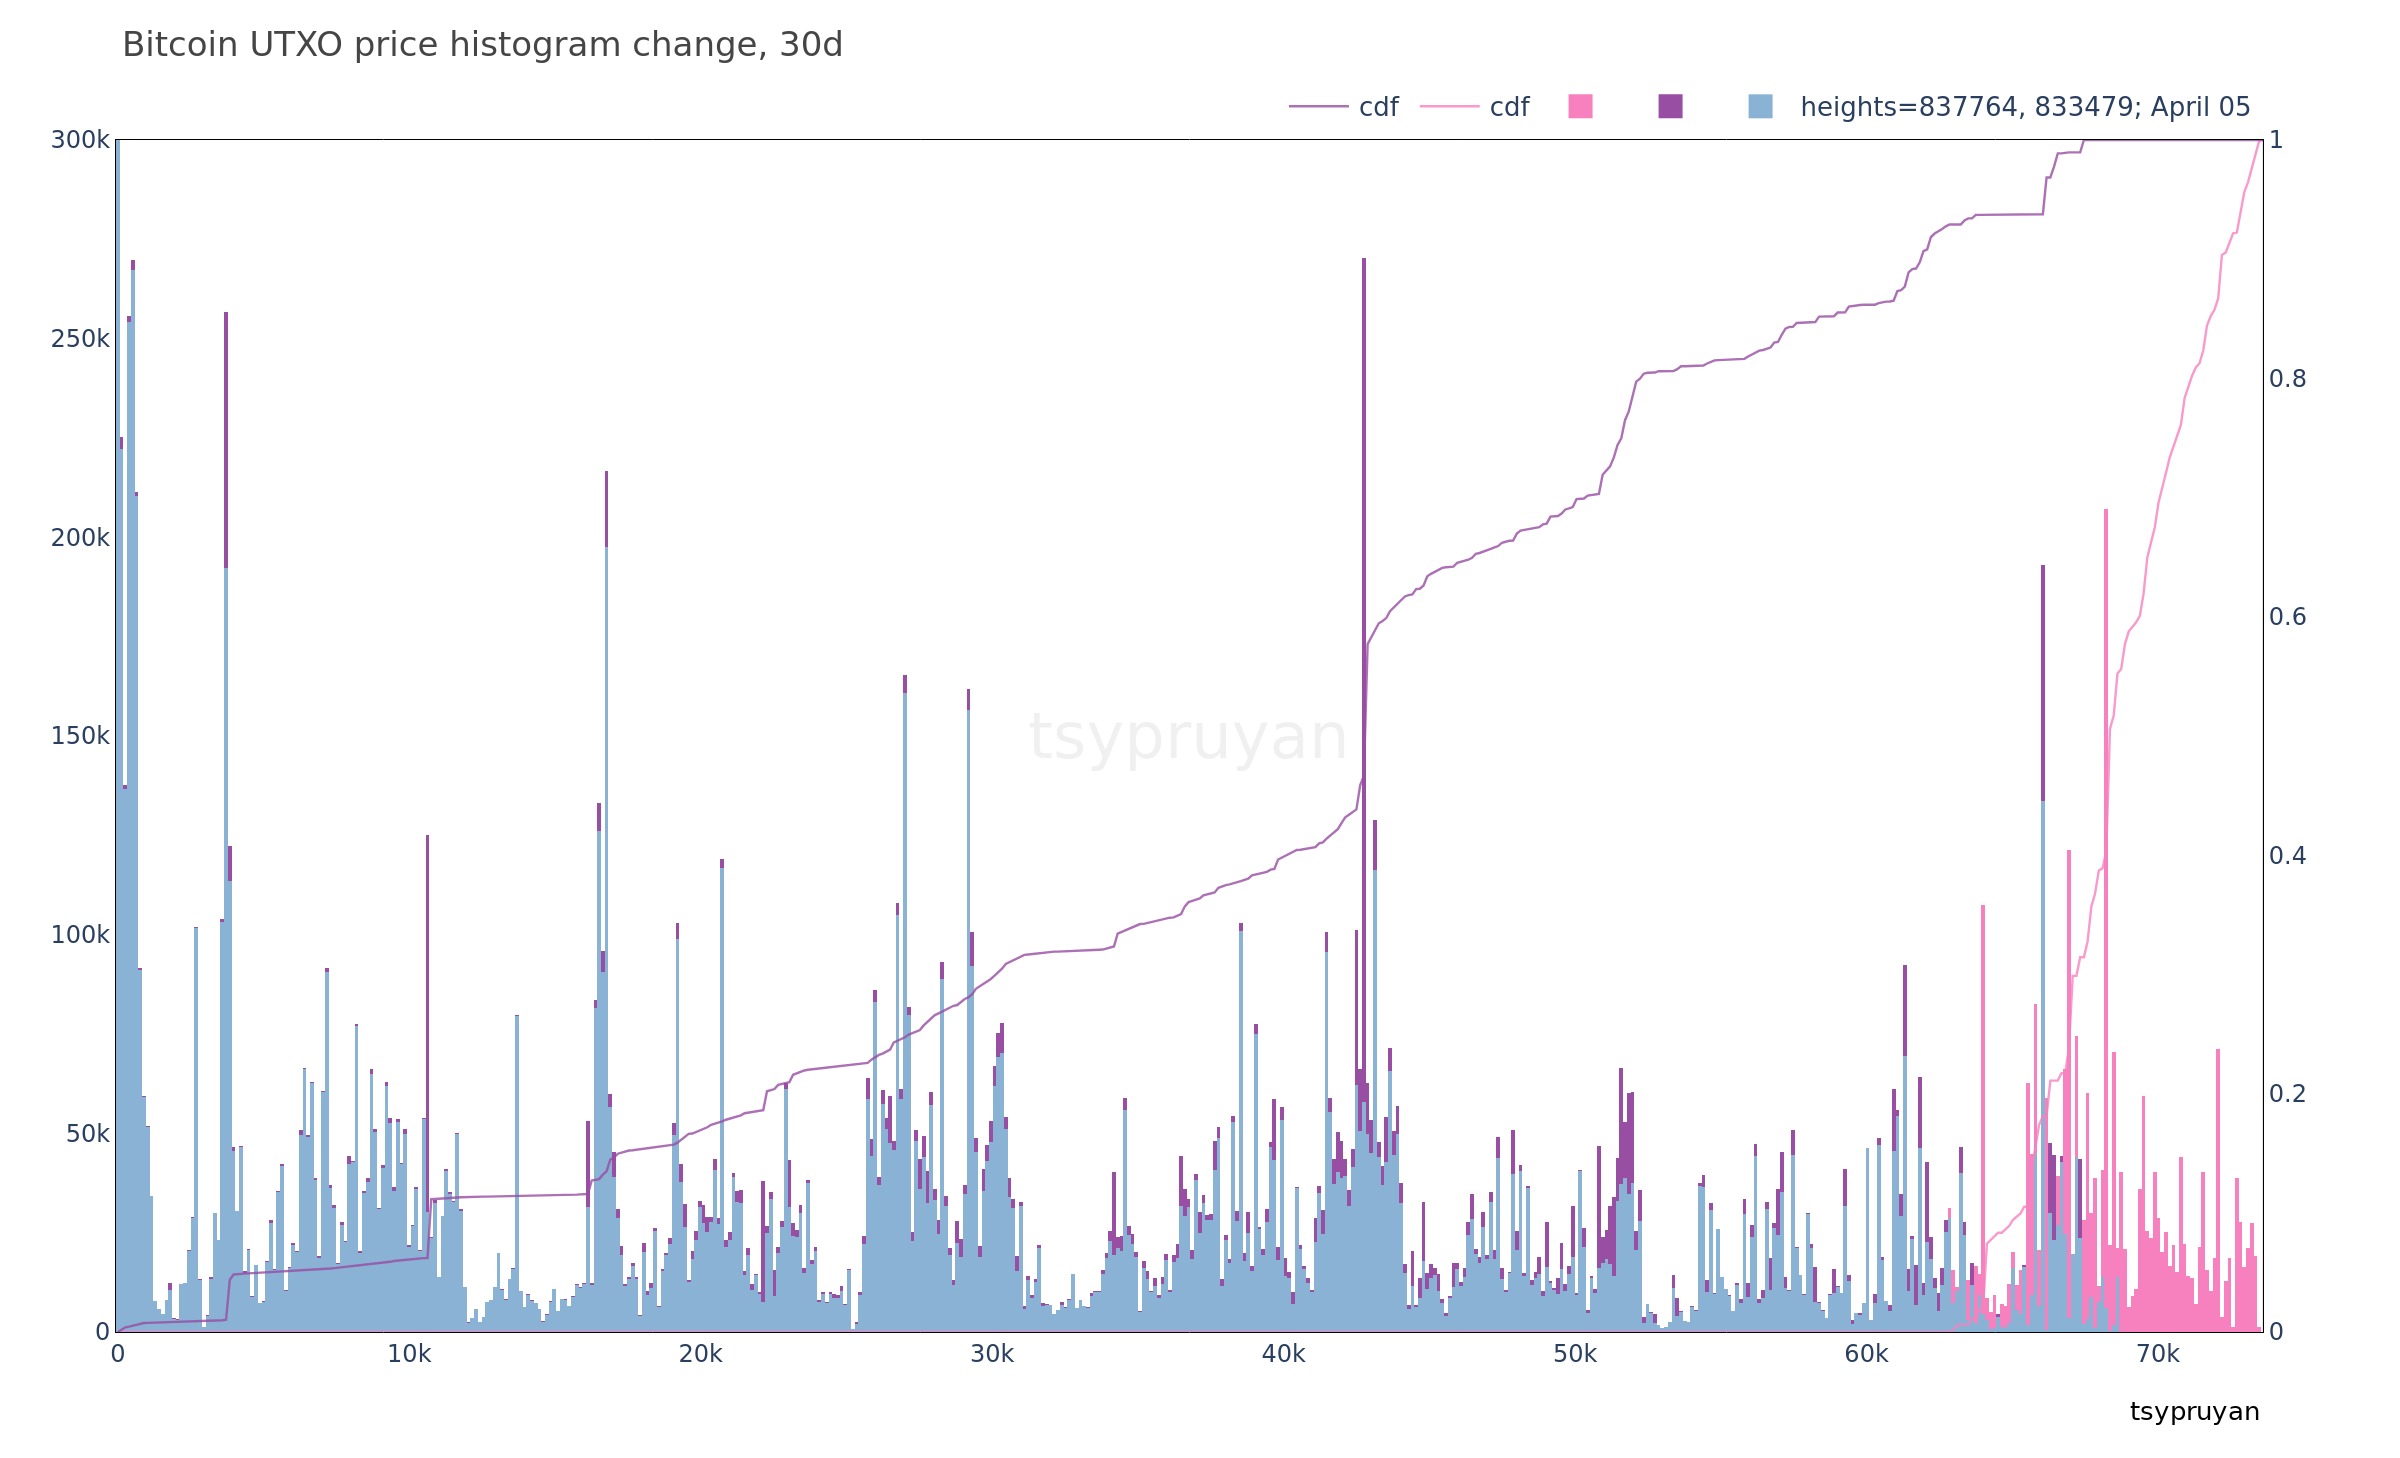 Bitcoin UTXO price histogram change, 30d
cdf cdf heights=837764, 833479; April 05
300k 1
250k
0.8
200k
0.6
150k
tsypruyan
0.4
100k
0.2
50k
0 0
0 10k 20k 30k 40k 50k 60k 70k
tsypruyan